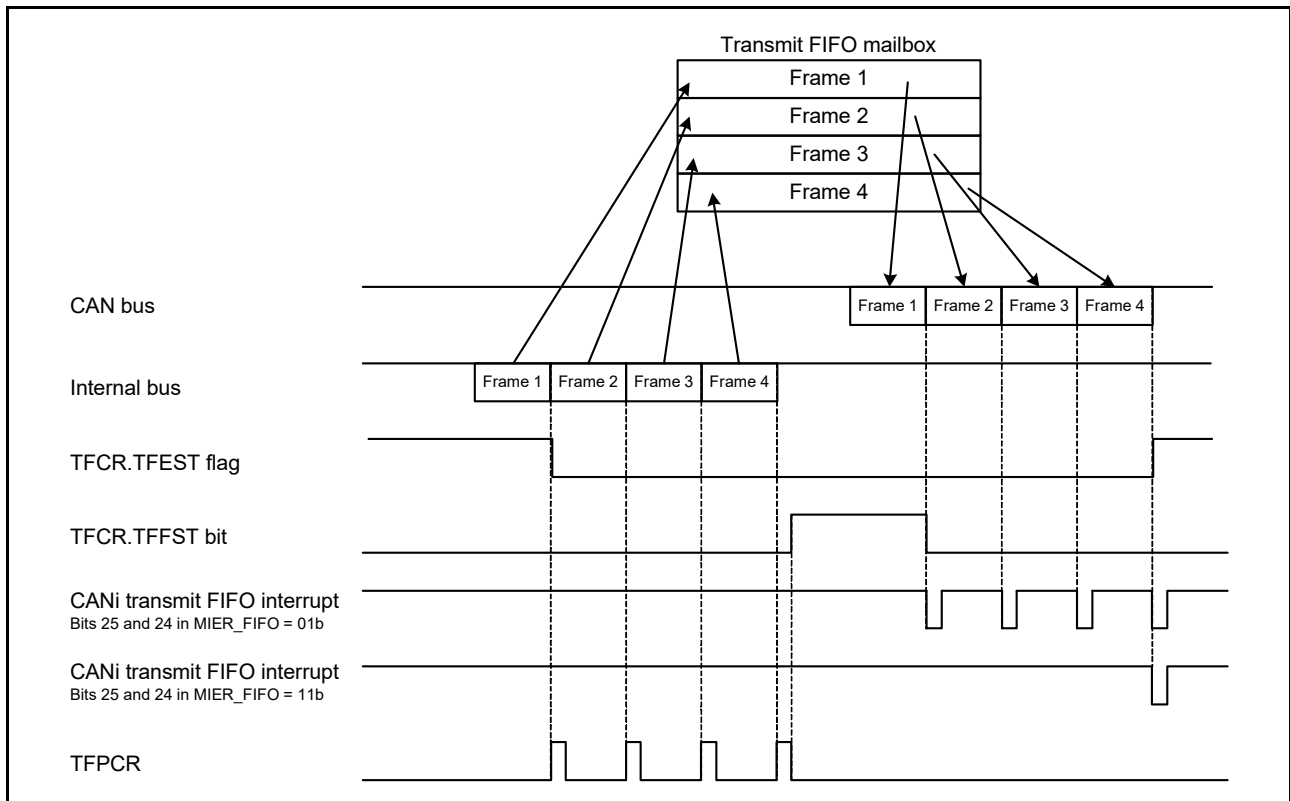 Transmit FIFO mailbox
Frame 1
Frame 2
Frame 3
Frame 4
CAN bus
Frame 1 Frame 2 Frame 3 Frame 4
Internal bus
Frame 1 Frame 2 Frame 3 Frame 4
TFCR.TFEST flag
TFCR.TFFST bit
CANi transmit FIFO interrupt
Bits 25 and 24 in MIER_FIFO = 01b
CANi transmit FIFO interrupt
Bits 25 and 24 in MIER_FIFO = 11b
TFPCR